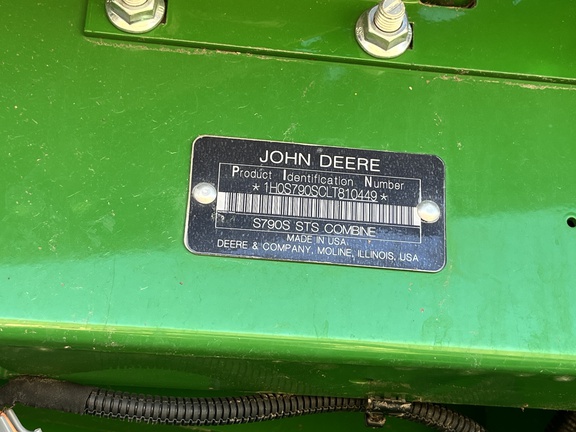 JOHN DEERE
Product Identification Number
*1H0S790SCLT810449*
S790S STS COMBINE
MADE IN USA.
DEERE & COMPANY, MOLINE, ILLINOIS, USA